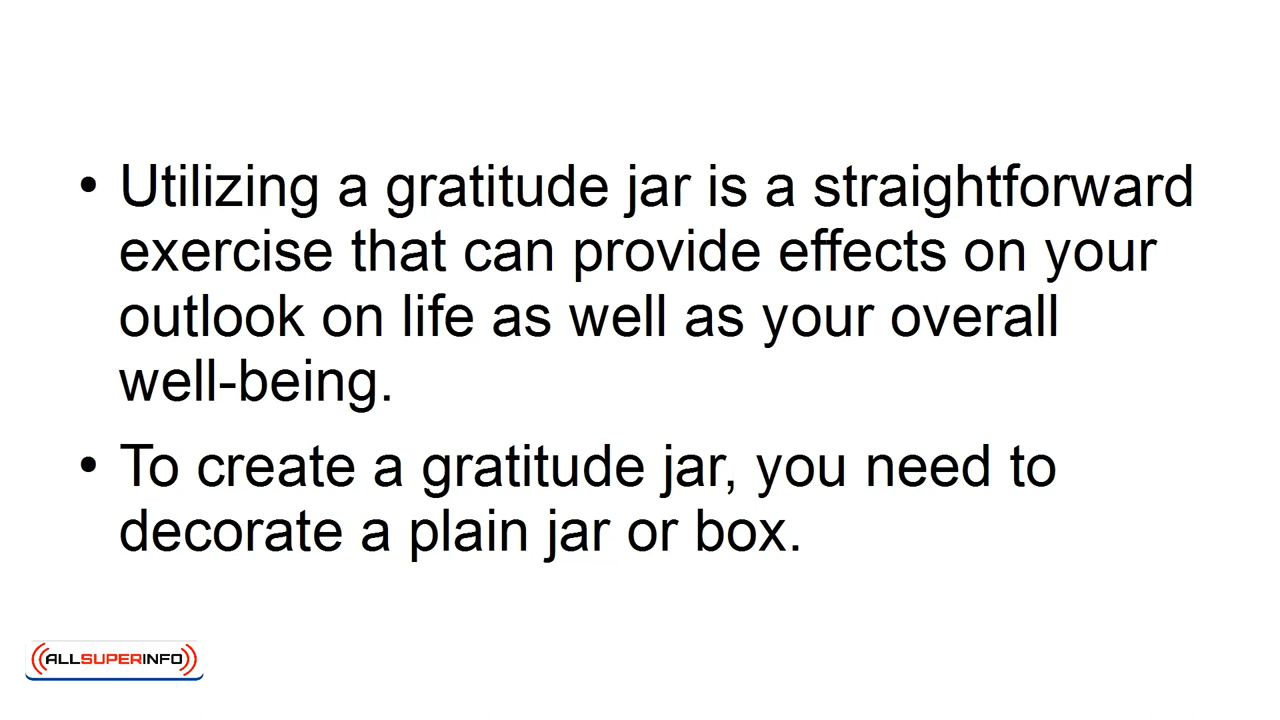 • Utilizing a gratitude jar is a straightforward
exercise that can provide effects on your
outlook on life as well as your overall
well-being.
• To create a gratitude jar, you need to
decorate a plain jar or box.
ALLSUPERINFO